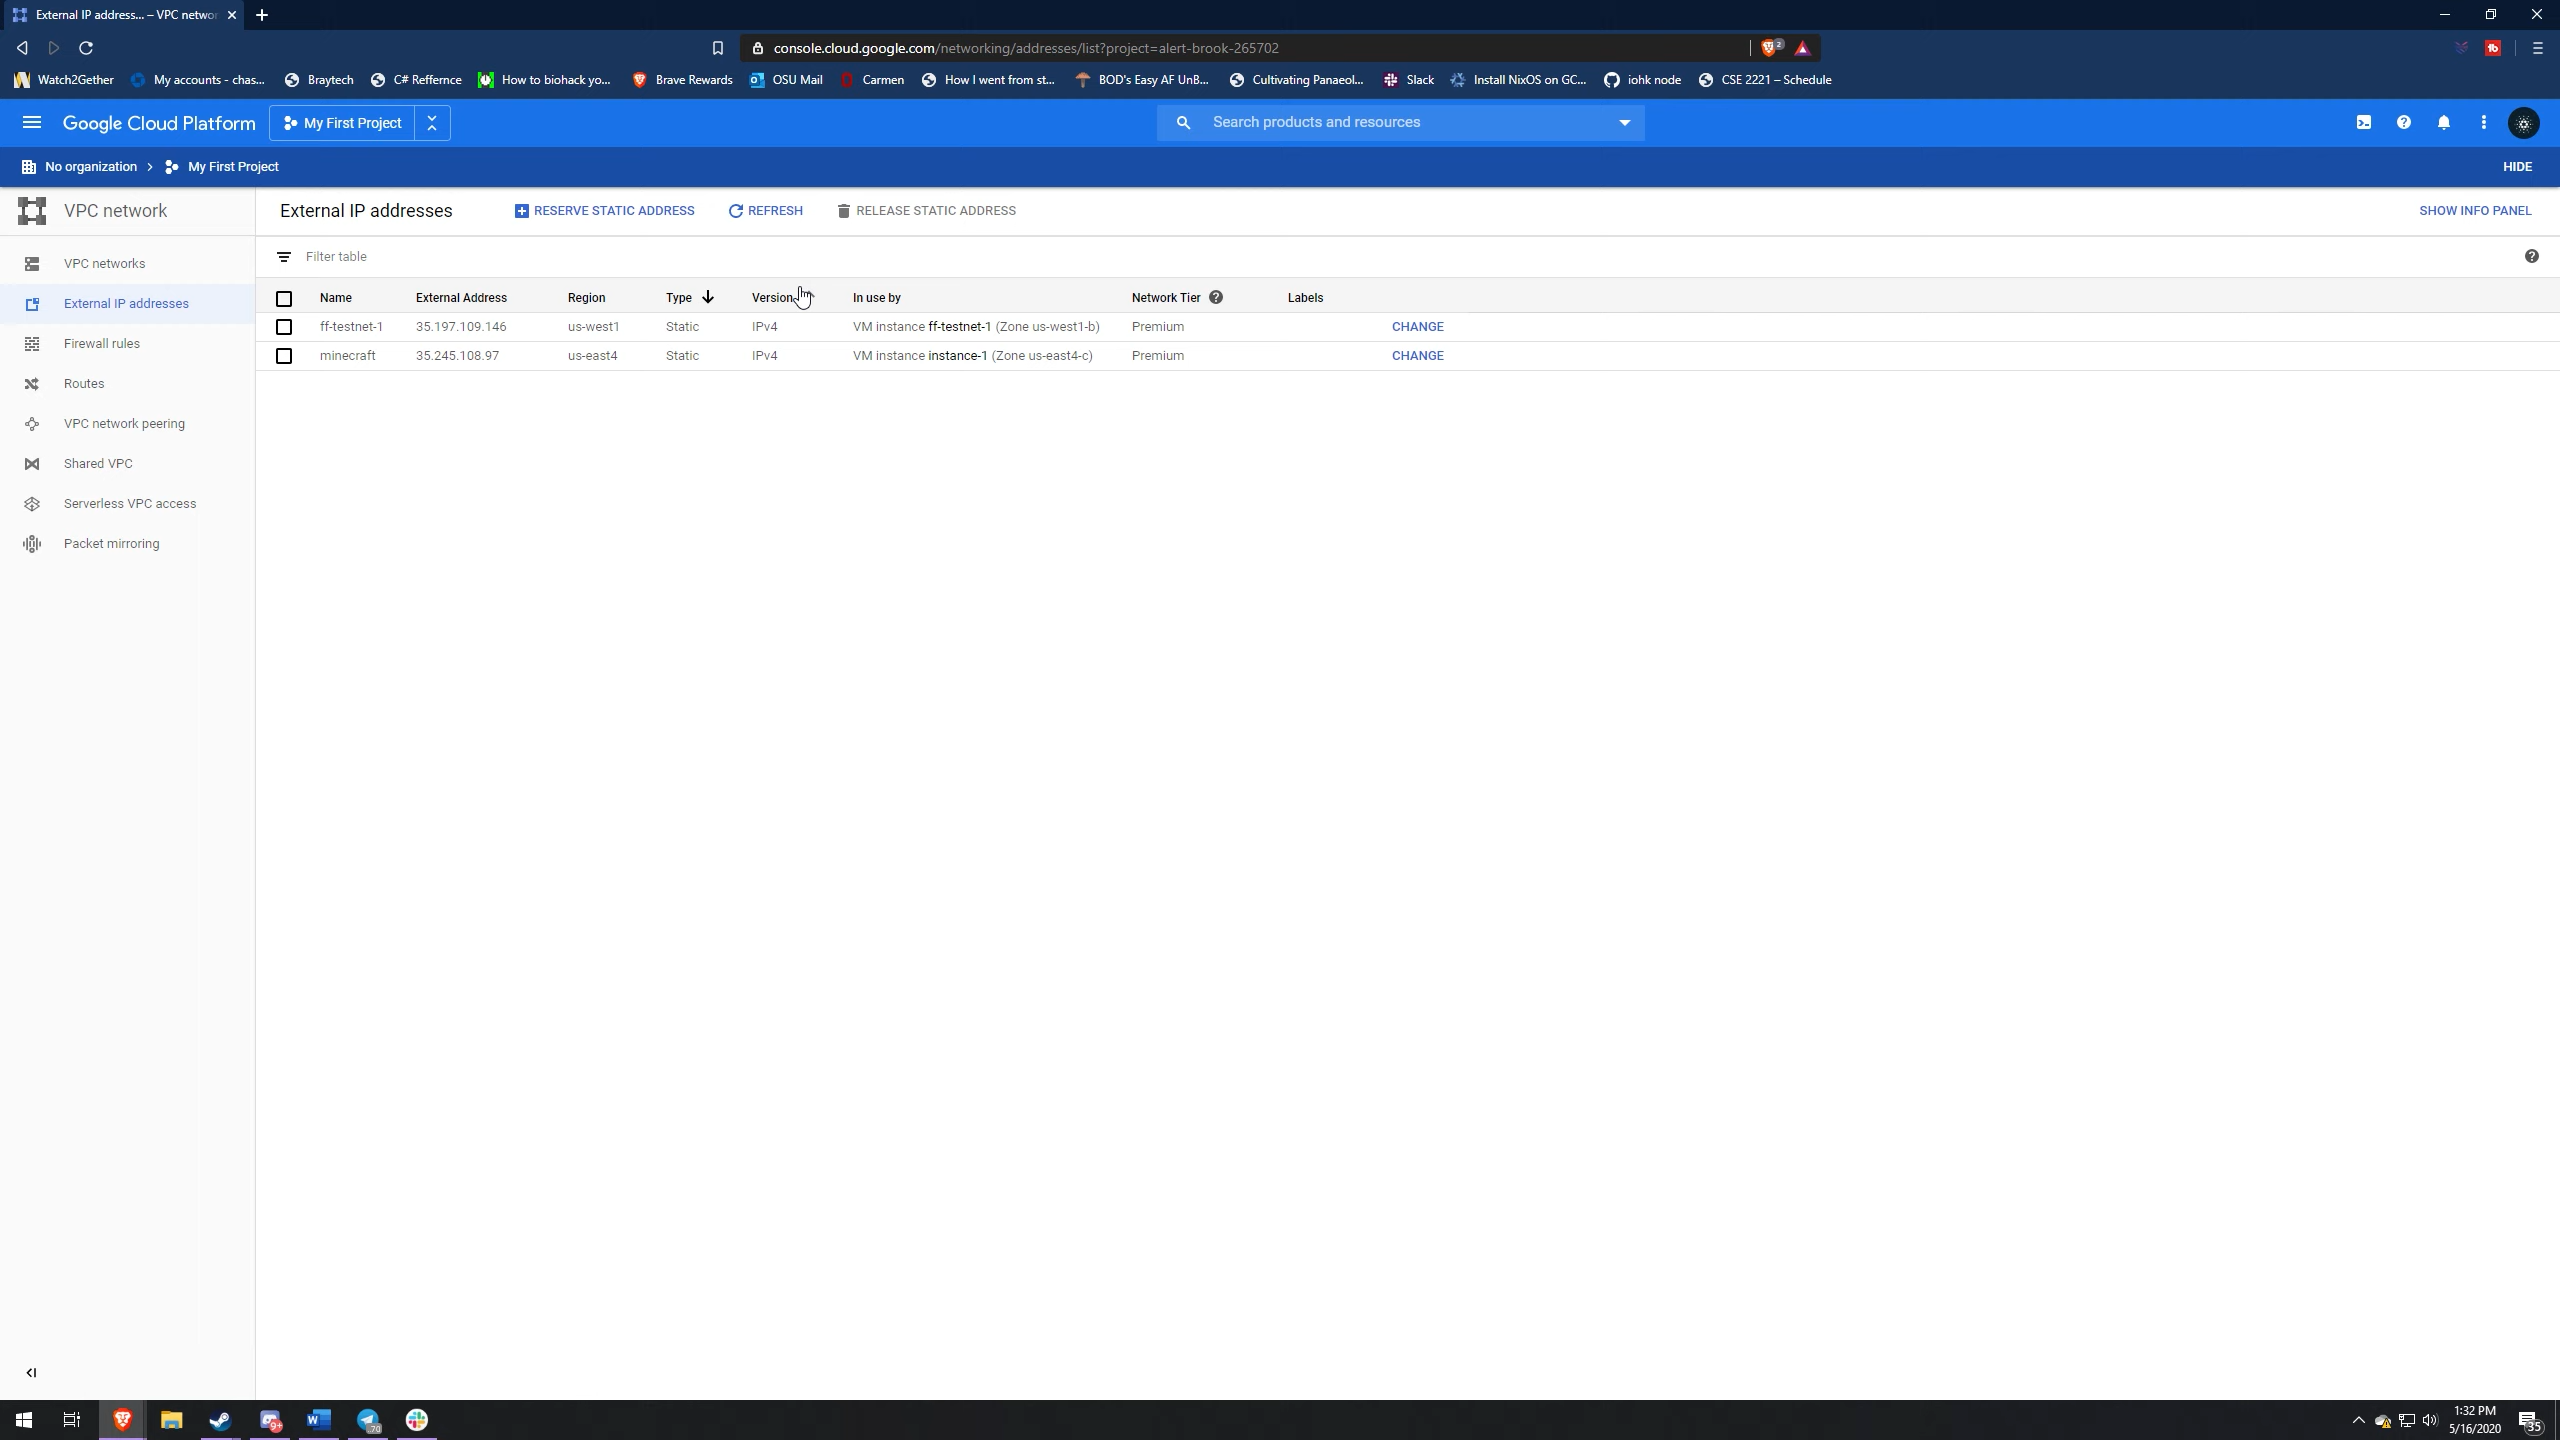 External IP address... – VPC networ
console.cloud.google.com/networking/addresses/list?project=alert-brook-265702
2
Watch2Gether
My accounts - chas...
Braytech
C# Reffernce
How to biohack yo...
Brave Rewards
OSU Mail
Carmen
How I went from st...
BOD's Easy AF UnB...
Cultivating Panaeol...
Slack
Install NixOS on GC...
iohk node
CSE 2221 – Schedule
Google Cloud Platform
My First Project
Search products and resources
No organization
My First Project
HIDE
VPC network
External IP addresses
RESERVE STATIC ADDRESS
REFRESH
RELEASE STATIC ADDRESS
SHOW INFO PANEL
VPC networks
External IP addresses
Firewall rules
Routes
VPC network peering
Shared VPC
Serverless VPC access
Packet mirroring
Filter table
Name External Address Region Type Version In use by Network Tier Labels
ff-testnet-1 35.197.109.146 us-west1 Static IPv4 VM instance ff-testnet-1 (Zone us-west1-b) Premium CHANGE
minecraft 35.245.108.97 us-east4 Static IPv4 VM instance instance-1 (Zone us-east4-c) Premium CHANGE
9+
W
70
1:32 PM
5/16/2020
35